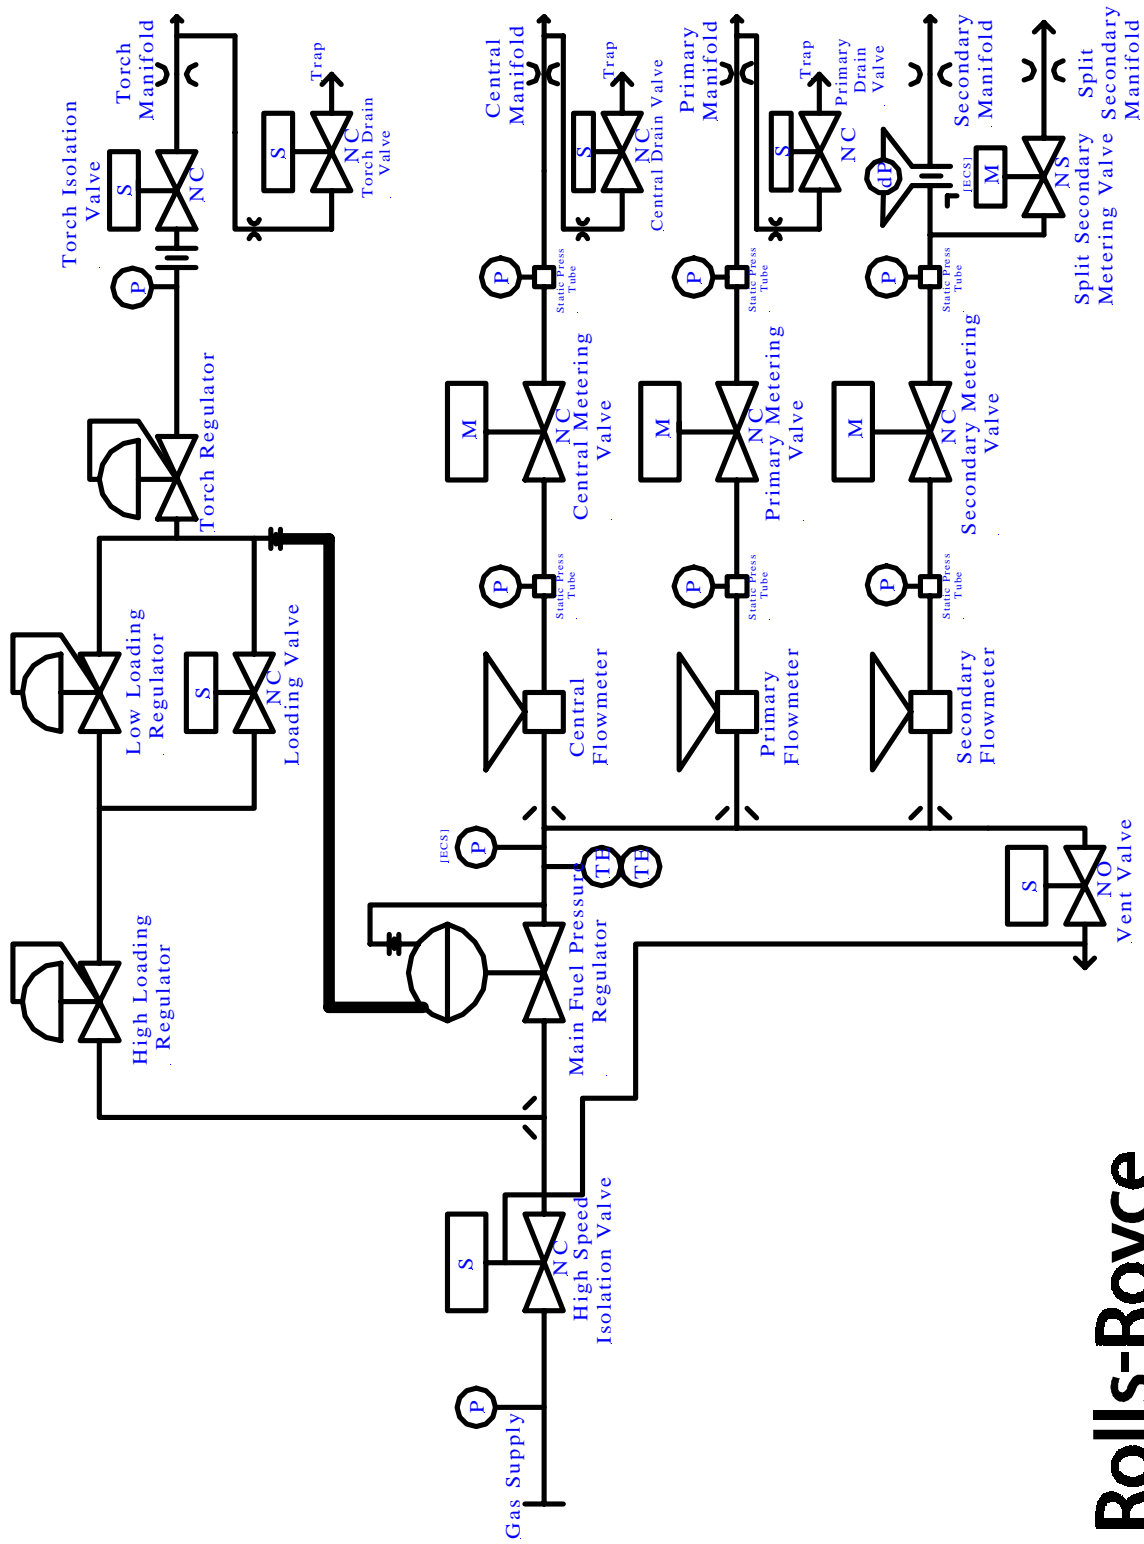 Gas Supply
P
S
NC
High Speed
Isolation Valve
High Loading
Regulator
Main Fuel Pressure
Regulator
[ECS]
P
TE
TE
S
NO
Vent Valve
Low Loading
Regulator
S
NC
Loading Valve
Torch Regulator
P
Torch Isolation
Valve
S
NC
Torch
Manifold
S
NC
Torch Drain
Valve
Trap
Central
Flowmeter
P
Static Press
Tube
M
NC
Central Metering
Valve
P
Static Press
Tube
S
NC
Central Drain Valve
Trap
Central
Manifold
Primary
Flowmeter
P
Static Press
Tube
M
NC
Primary Metering
Valve
P
Static Press
Tube
S
NC
Primary
Drain
Valve
Trap
Primary
Manifold
Secondary
Flowmeter
P
Static Press
Tube
M
NC
Secondary Metering
Valve
P
Static Press
Tube
dP
[ECS]
M
NS
Split Secondary
Metering Valve
Secondary
Manifold
Split
Secondary
Manifold
Rolls-Royce